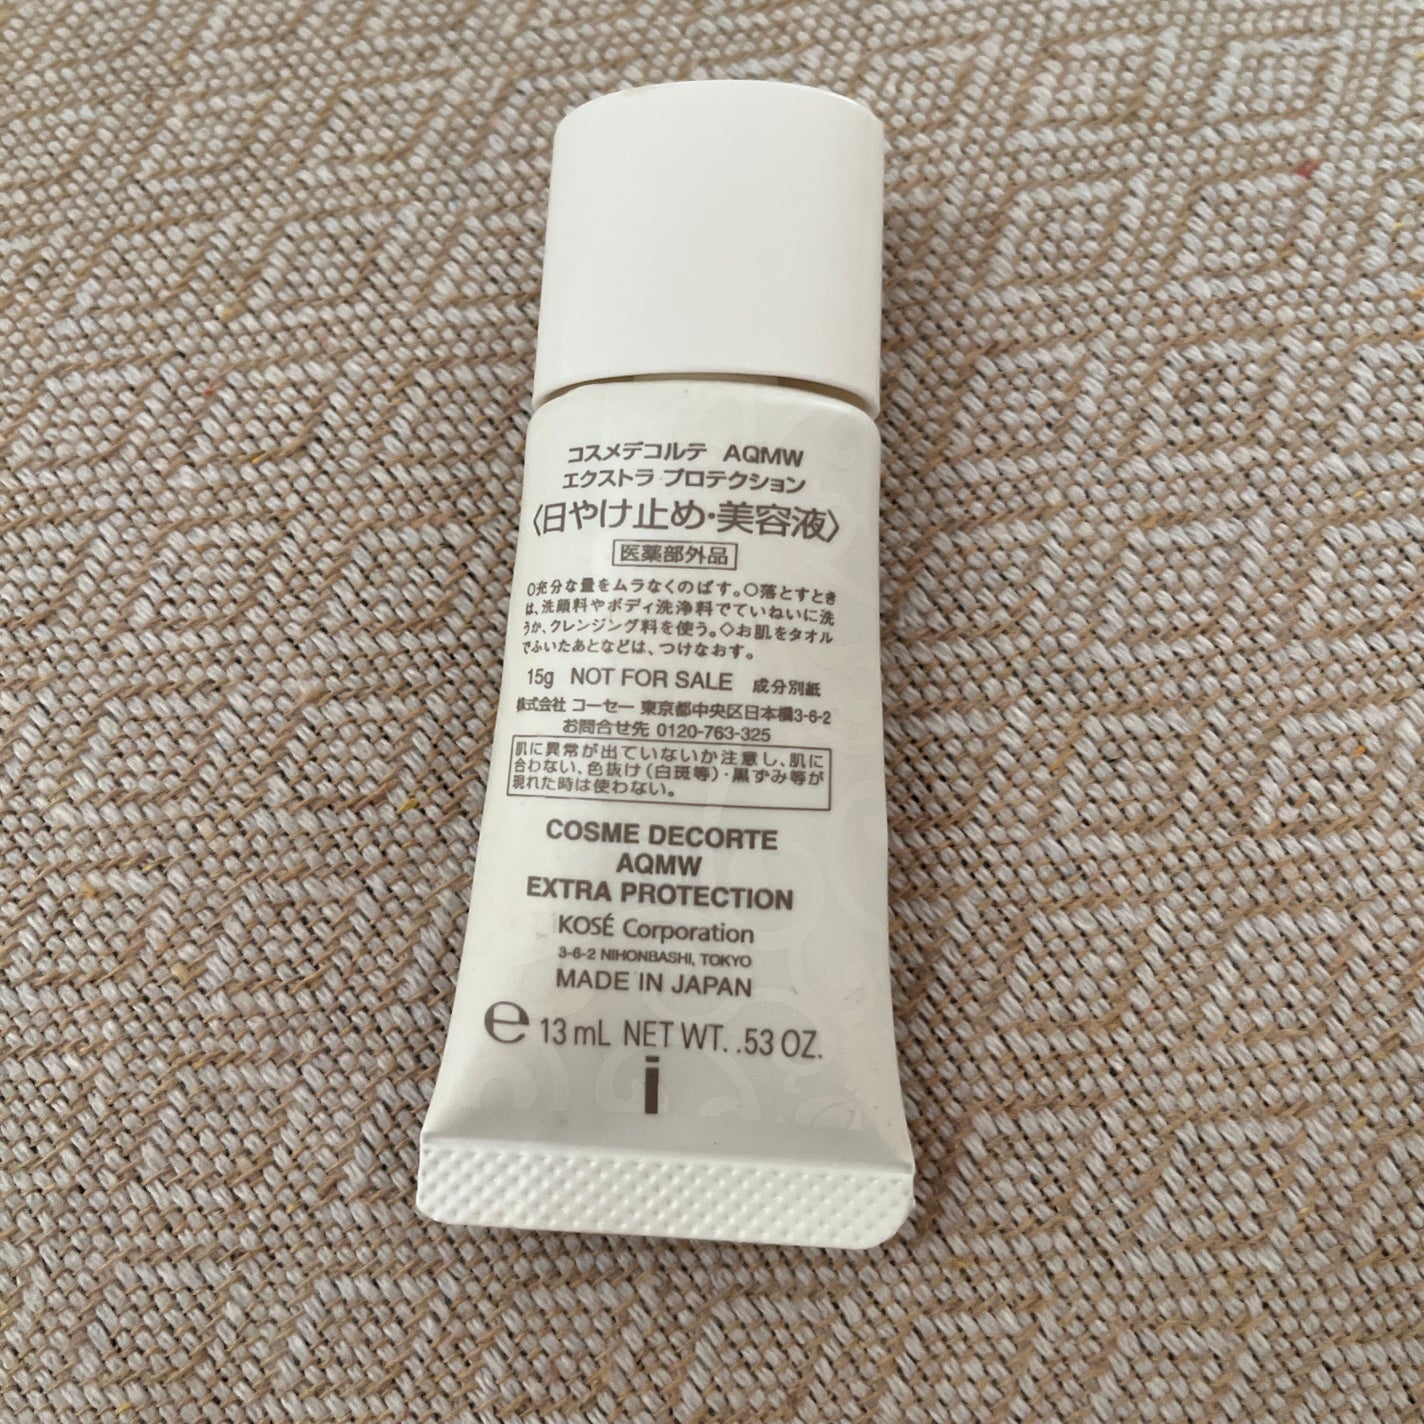 コスメデコルテ AQMW
エクストラ プロテクション
〈日やけ止め・美容液〉
医薬部外品
○充分な量をムラなくのばす。○落とすとき
は、洗顔料やボディ洗浄料でていねいに洗
うか、クレンジング料を使う。◇お肌をタオル
でふいたあとなどは、つけなおす。
15g NOT FOR SALE 成分別紙
株式会社 コーセー 東京都中央区日本橋3-6-2
お問合せ先 0120-763-325
肌に異常が出ていないか注意し、肌に
合わない、色抜け(白斑等)・黒ずみ等が
現れた時は使わない。
COSME DECORTE
AQMW
EXTRA PROTECTION
KOSÉ Corporation
3-6-2 NIHONBASHI, TOKYO
MADE IN JAPAN
e 13 mL NET WT. .53 OZ.
i